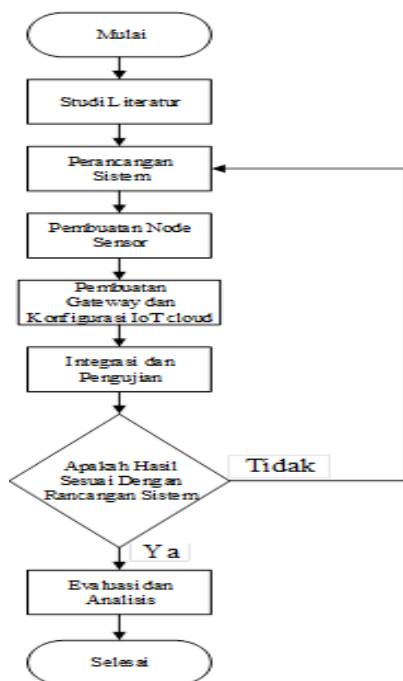 Mulai
Studi Literatur
Perancangan
Sistem
Pembuatan Node
Sensor
Pembuatan
Gateway dan
Konfigurasi IoT cloud
Integrasi dan
Pengujian
Apakah Hasil
Sesuai Dengan
Rancangan Sistem
Tidak
Ya
Evaluasi dan
Analisis
Selesai